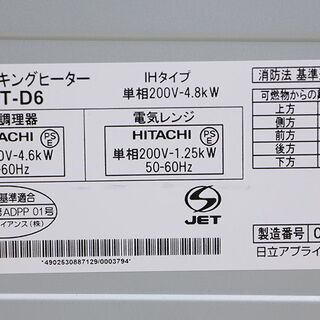 キングヒーター
T-D6
IHタイプ
単相200V-4.8kW
消防法 基準
可燃物からの
上方
側方
前方
後方
下方
調理器
HITACHI
PS
E
V-4.6kW
-60Hz
電気レンジ
HITACHI
PS
E
単相200V-1.25kW
50-60Hz
基準適合
ADPP 01号
イアンス(株)
*4902530887129/0003794*
S
JET
製造番号
日立アプライ